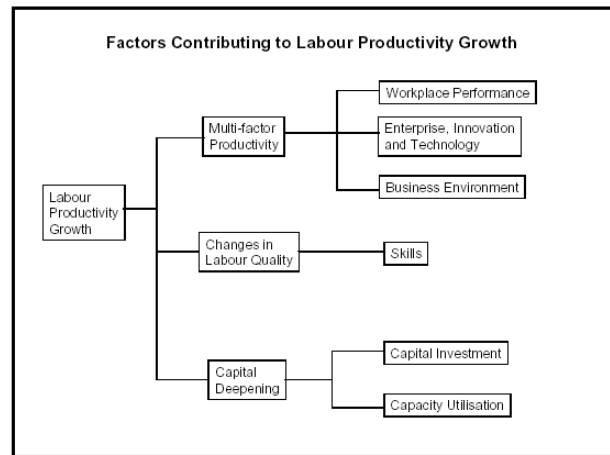 Factors Contributing to Labour Productivity Growth
Workplace Performance
Multi-factor
Productivity
Enterprise, Innovation
and Technology
Business Environment
Labour
Productivity
Growth
Changes in
Labour Quality
Skills
Capital Investment
Capital
Deepening
Capacity Utilisation